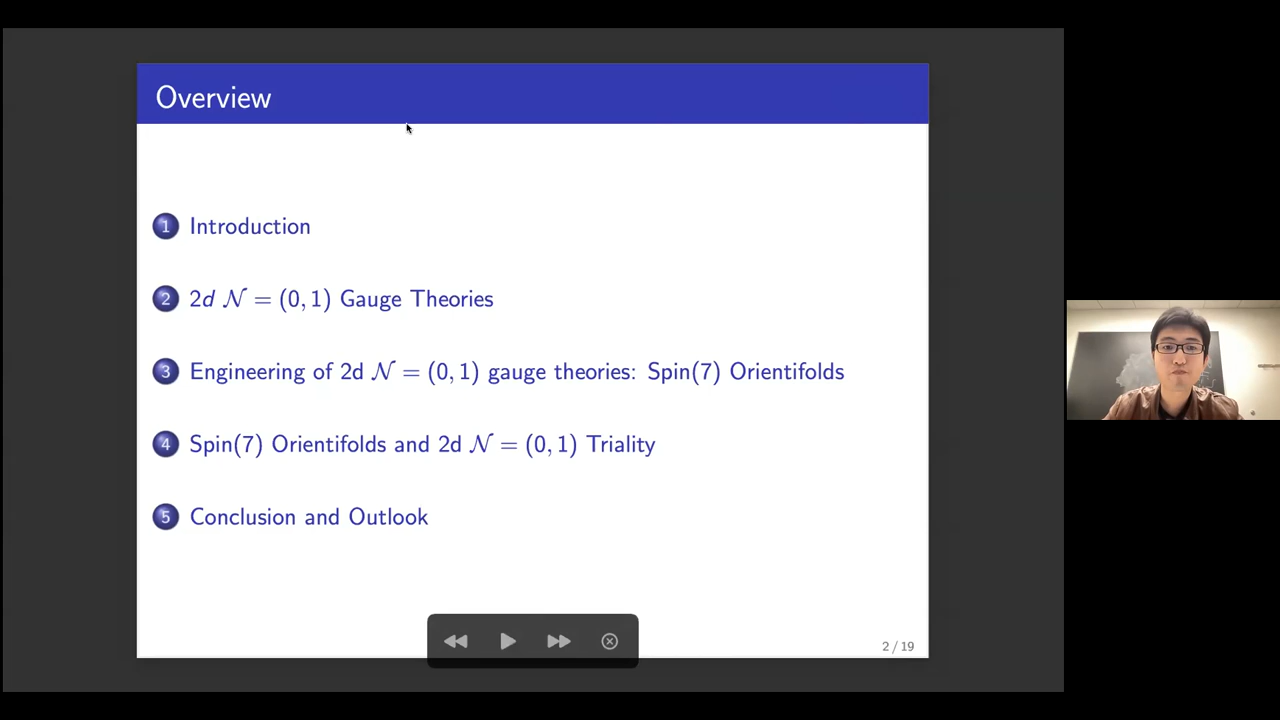 Overview
1 Introduction
2 2d 𝒩 = (0, 1) Gauge Theories
3 Engineering of 2d 𝒩 = (0, 1) gauge theories: Spin(7) Orientifolds
4 Spin(7) Orientifolds and 2d 𝒩 = (0, 1) Triality
5 Conclusion and Outlook
2 / 19